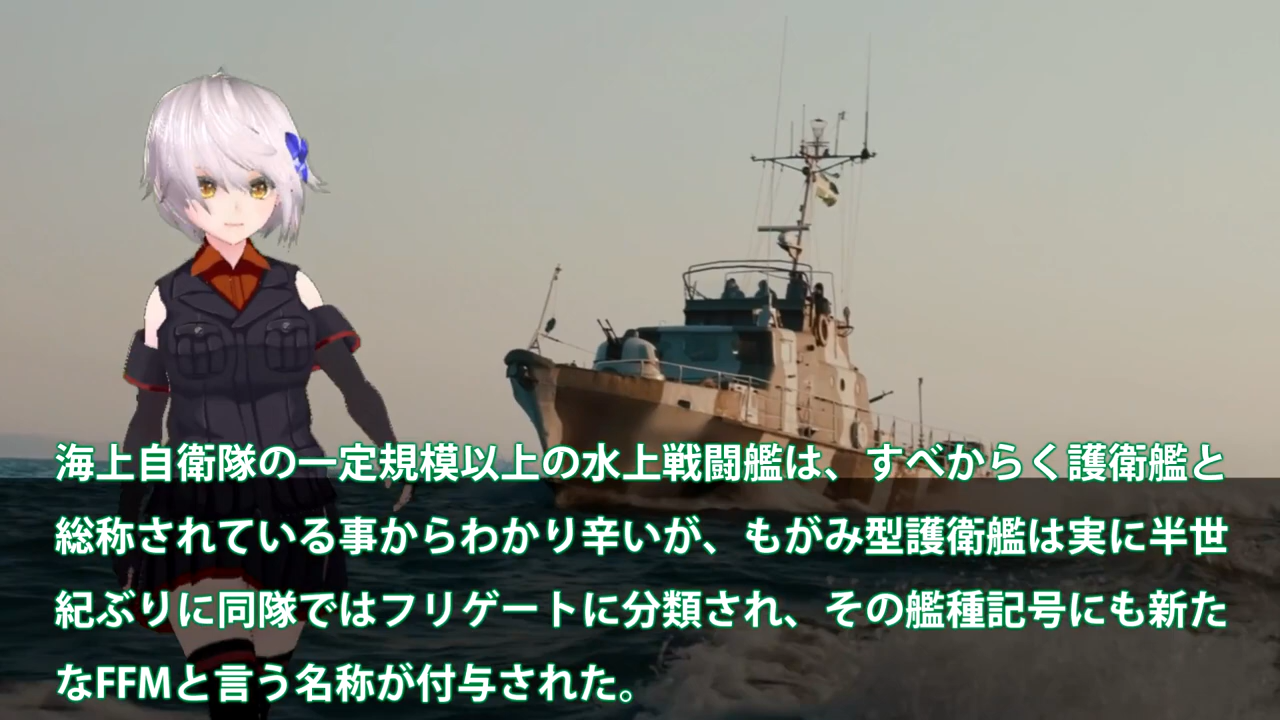 海上自衛隊の一定規模以上の水上戦闘艦は、すべからく護衛艦と
総称されている事からわかり辛いが、もがみ型護衛艦は実に半世
紀ぶりに同隊ではフリゲートに分類され、その艦種記号にも新た
なFFMと言う名称が付与された。